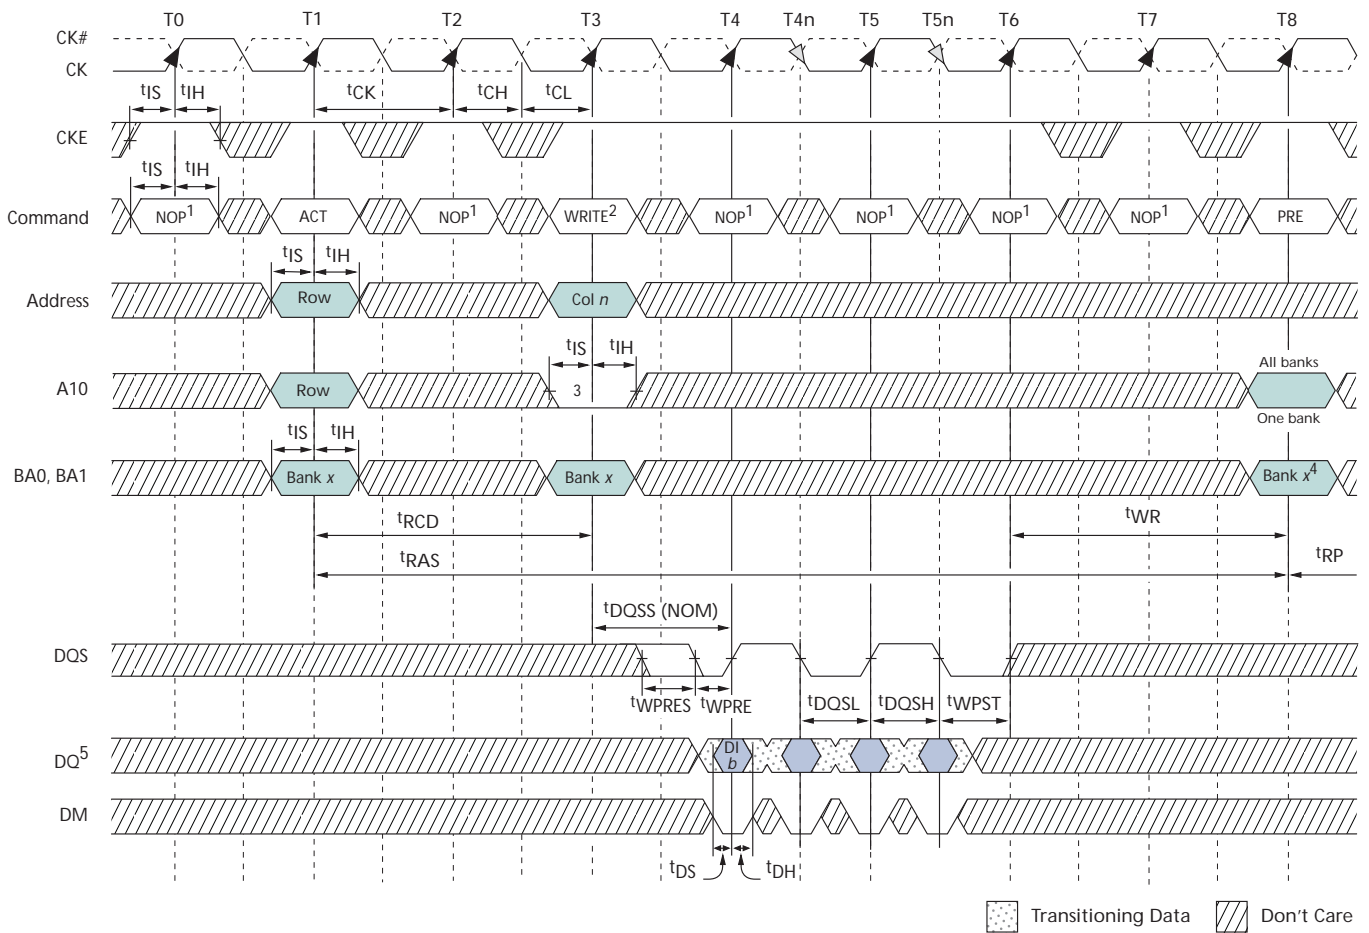 T0 T1 T2 T3 T4 T4n T5 T5n T6 T7 T8
CK#
CK
tIS tIH tCK tCH tCL
CKE
tIS tIH
Command NOP1 ACT NOP1 WRITE2 NOP1 NOP1 NOP1 NOP1 PRE
tIS tIH
Address Row Col n
tIS tIH
All banks
A10 Row 3
One bank
tIS tIH
BA0, BA1 Bank x Bank x Bank x4
tRCD tWR
tRAS tRP
tDQSS (NOM)
DQS
tWPRES tWPRE tDQSL tDQSH tWPST
DQ5 DI
b
DM
tDS tDH
Transitioning Data Don't Care